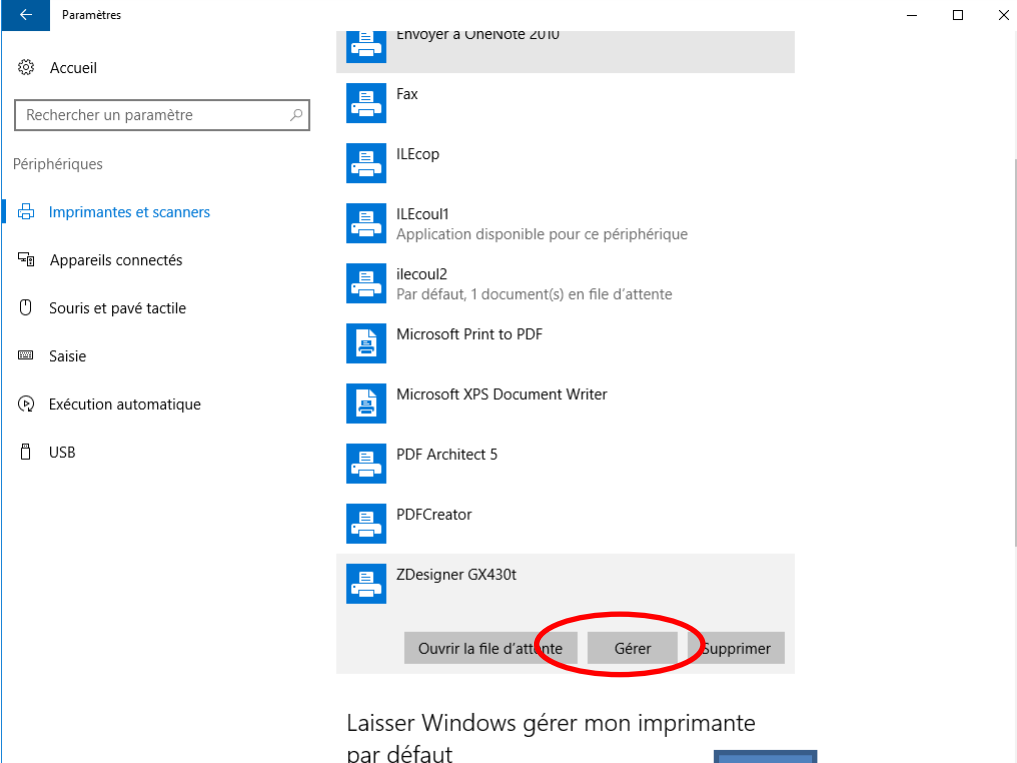 Paramètres
Accueil
Rechercher un paramètre
Périphériques
Imprimantes et scanners
Appareils connectés
Souris et pavé tactile
Saisie
Exécution automatique
USB
Envoyer à OneNote 2010
Fax
ILEcop
ILEcoul1
Application disponible pour ce périphérique
ilecoul2
Par défaut, 1 document(s) en file d'attente
Microsoft Print to PDF
Microsoft XPS Document Writer
PDF Architect 5
PDFCreator
ZDesigner GX430t
Ouvrir la file d'attente Gérer Supprimer
Laisser Windows gérer mon imprimante
par défaut